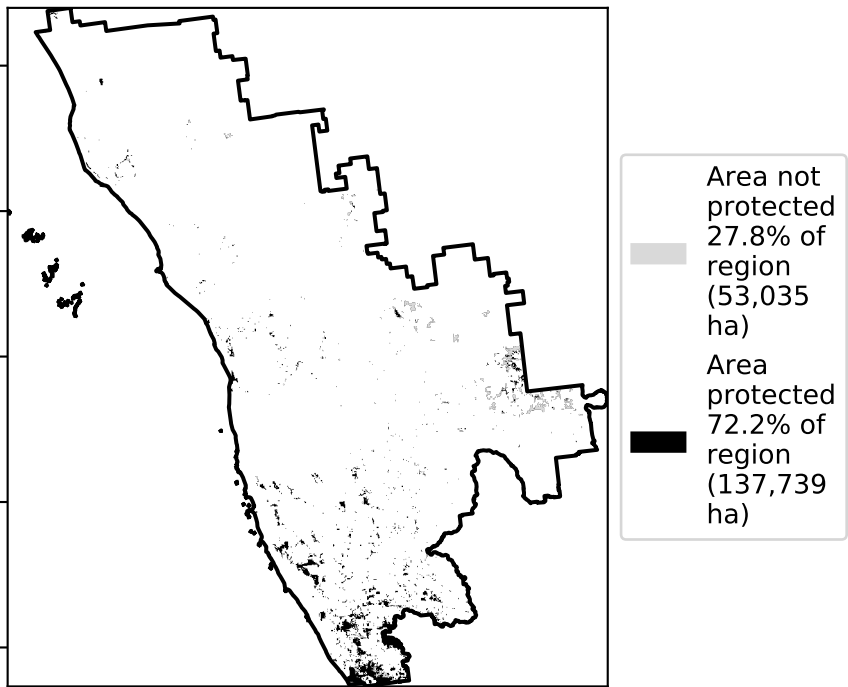 Area not
protected
27.8% of
region
(53,035
ha)
Area
protected
72.2% of
region
(137,739
ha)